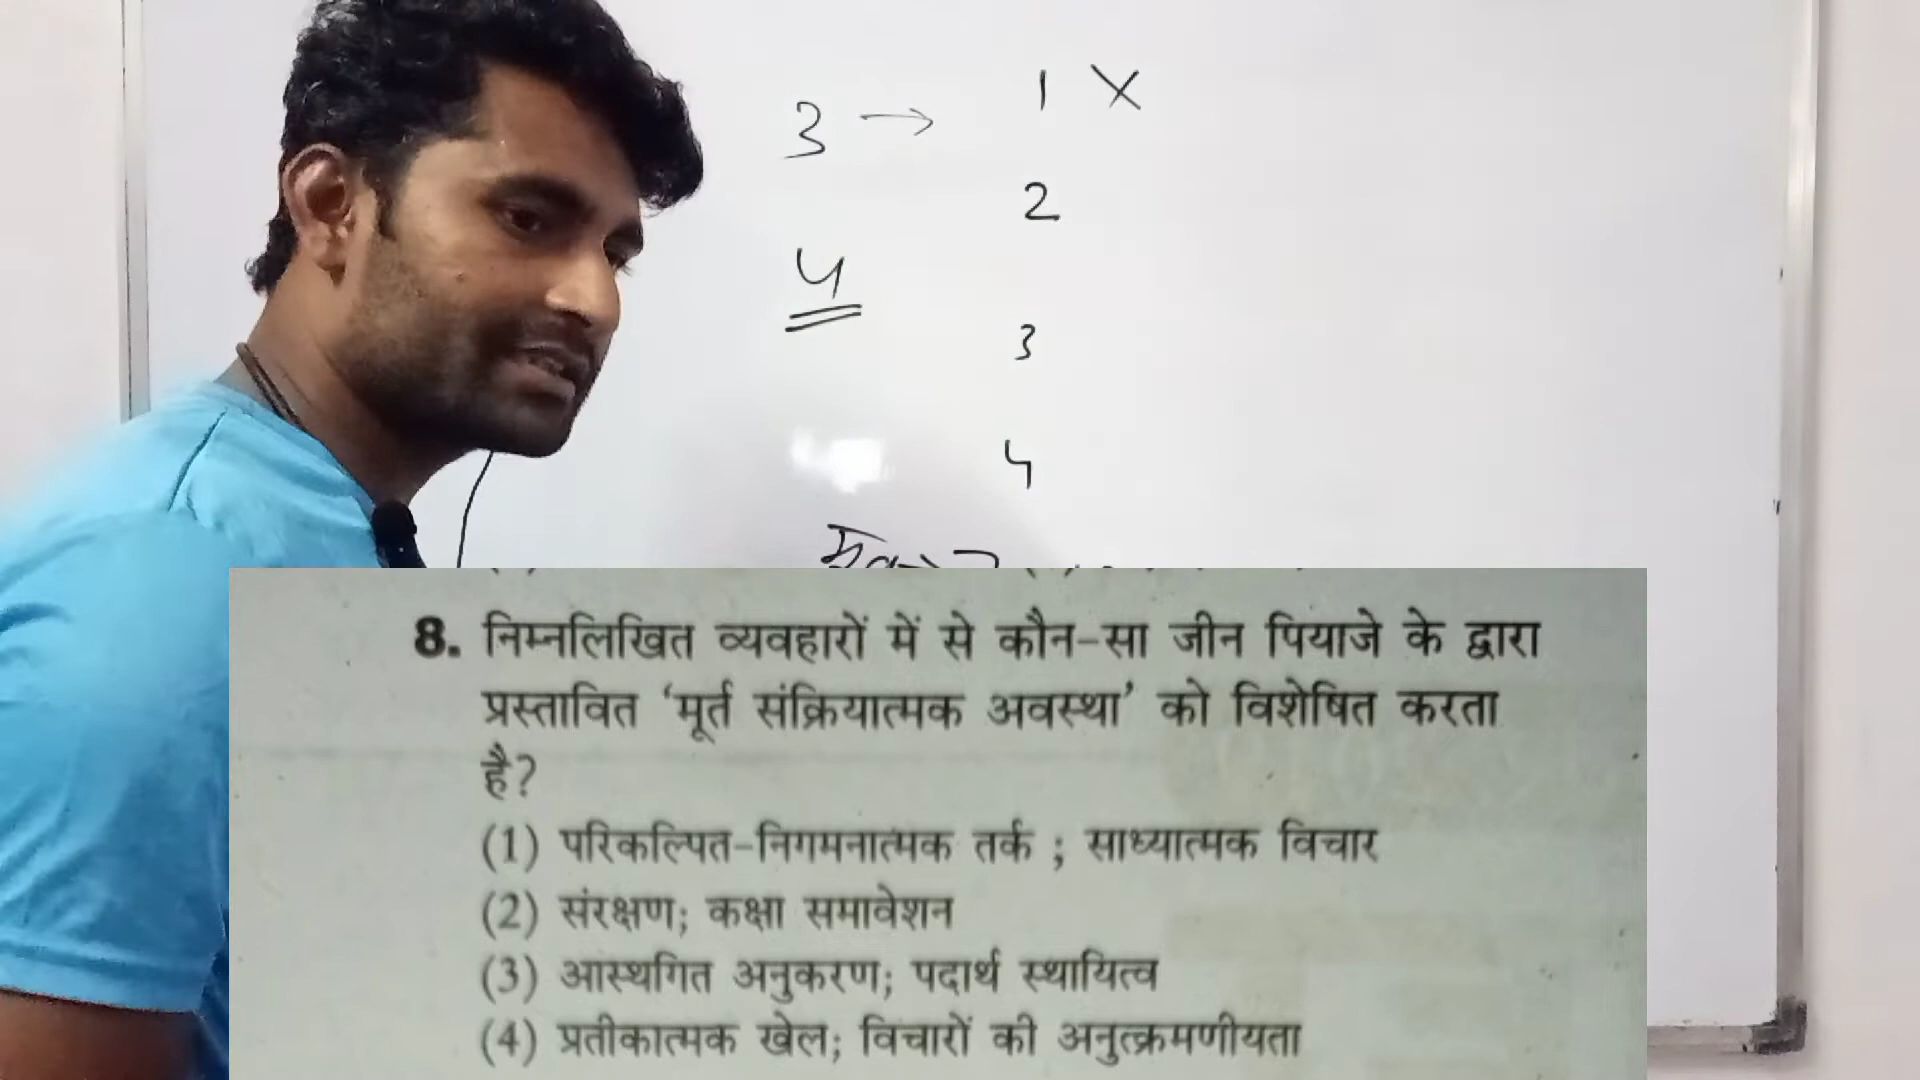 3 → 1 X
2
4
3
4
8. निम्नलिखित व्यवहारों में से कौन-सा जीन पियाजे के द्वारा
प्रस्तावित ‘मूर्त संक्रियात्मक अवस्था’ को विशेषित करता
है?
(1) परिकल्पित-निगमनात्मक तर्क ; साध्यात्मक विचार
(2) संरक्षण; कक्षा समावेशन
(3) आस्थगित अनुकरण; पदार्थ स्थायित्व
(4) प्रतीकात्मक खेल; विचारों की अनुत्क्रमणीयता